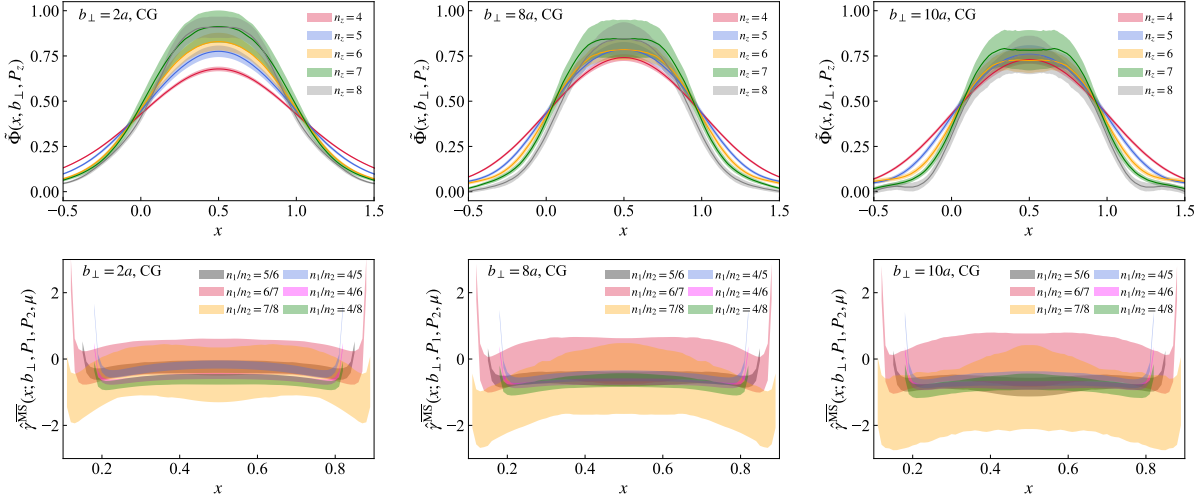 b⊥ = 2a, CG
n_z = 4
n_z = 5
n_z = 6
n_z = 7
n_z = 8
1.00
0.75
0.50
0.25
0.00
Φ̃(x, b⊥, P_z)
−0.5 0.0 0.5 1.0 1.5
x
b⊥ = 8a, CG
n_z = 4
n_z = 5
n_z = 6
n_z = 7
n_z = 8
1.00
0.75
0.50
0.25
0.00
Φ̃(x, b⊥, P_z)
−0.5 0.0 0.5 1.0 1.5
x
b⊥ = 10a, CG
n_z = 4
n_z = 5
n_z = 6
n_z = 7
n_z = 8
1.00
0.75
0.50
0.25
0.00
Φ̃(x, b⊥, P_z)
−0.5 0.0 0.5 1.0 1.5
x
b⊥ = 2a, CG
n₁/n₂ = 5/6 n₁/n₂ = 4/5
n₁/n₂ = 6/7 n₁/n₂ = 4/6
n₁/n₂ = 7/8 n₁/n₂ = 4/8
2
0
−2
γ̂^MS̅(x; b⊥, P₁, P₂, μ)
0.2 0.4 0.6 0.8
x
b⊥ = 8a, CG
n₁/n₂ = 5/6 n₁/n₂ = 4/5
n₁/n₂ = 6/7 n₁/n₂ = 4/6
n₁/n₂ = 7/8 n₁/n₂ = 4/8
2
0
−2
γ̂^MS̅(x; b⊥, P₁, P₂, μ)
0.2 0.4 0.6 0.8
x
b⊥ = 10a, CG
n₁/n₂ = 5/6 n₁/n₂ = 4/5
n₁/n₂ = 6/7 n₁/n₂ = 4/6
n₁/n₂ = 7/8 n₁/n₂ = 4/8
2
0
−2
γ̂^MS̅(x; b⊥, P₁, P₂, μ)
0.2 0.4 0.6 0.8
x